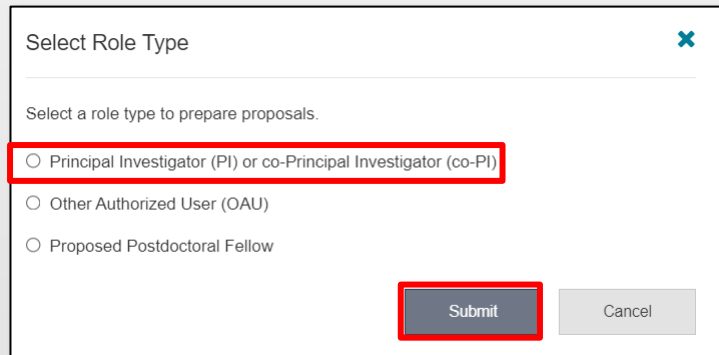 Select Role Type
Select a role type to prepare proposals.
Principal Investigator (PI) or co-Principal Investigator (co-PI)
Other Authorized User (OAU)
Proposed Postdoctoral Fellow
Submit
Cancel